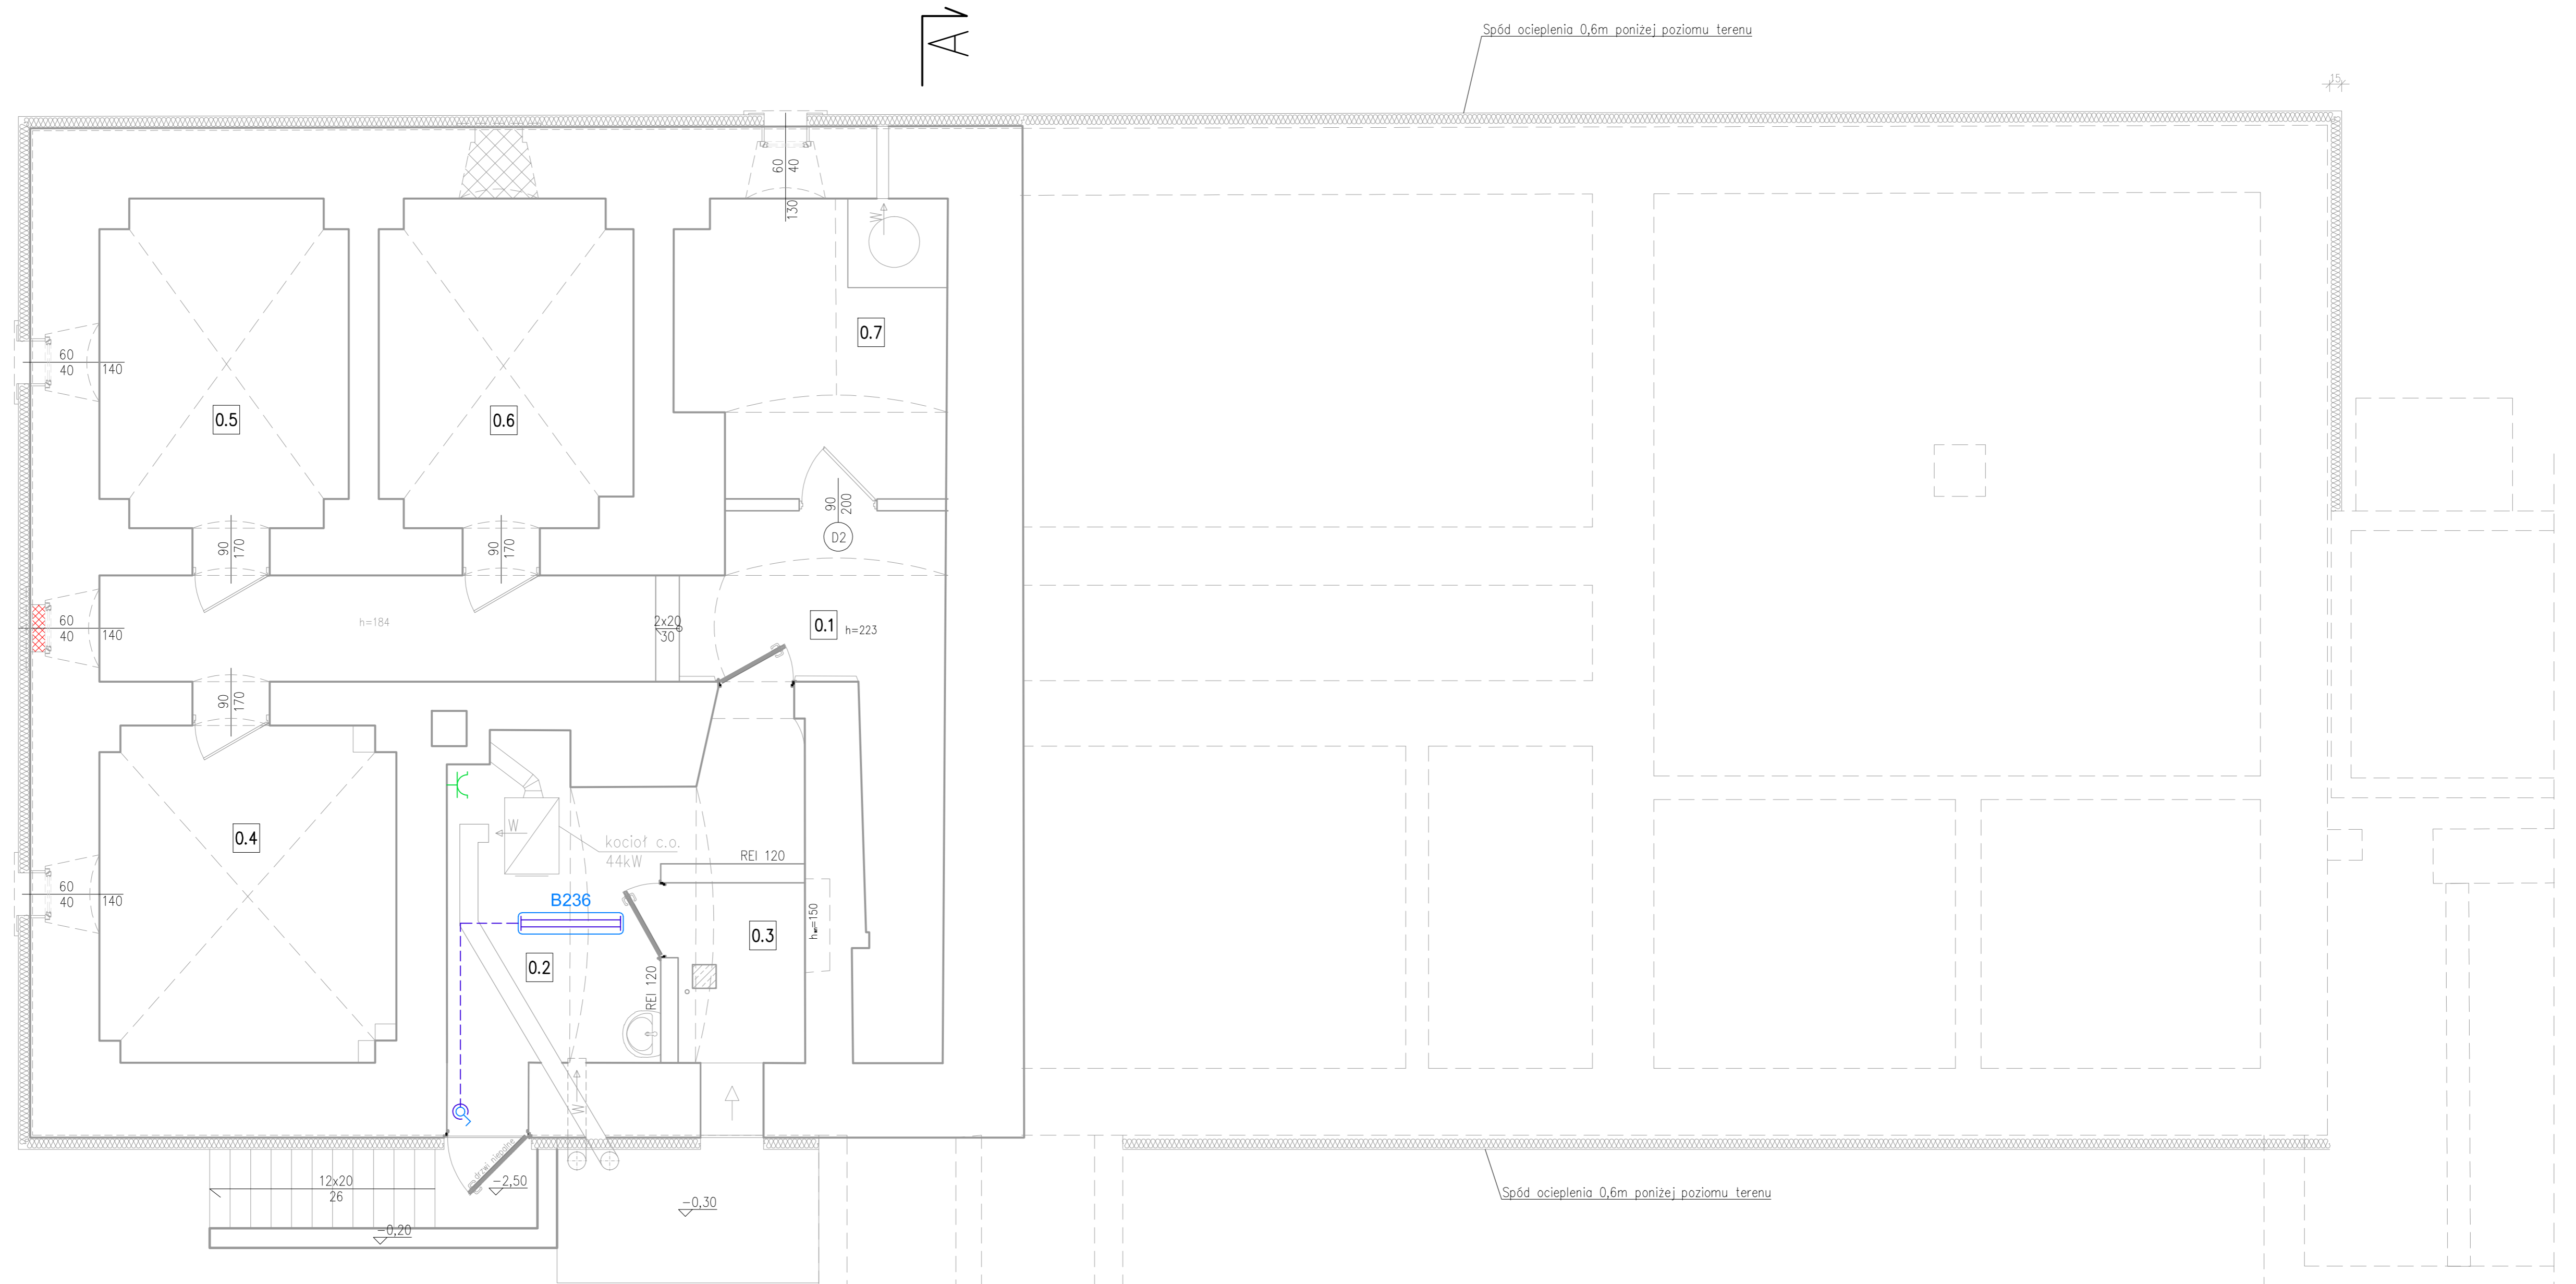 A
Spód ocieplenia 0,6m poniżej poziomu terenu
15
60
40
130
W
0.7
60
40
140
0.5
0.6
90
200
D2
90
170
90
170
60
40
140
h=184
2x20
30
0.1
h=223
90
170
0.4
W
kocioł c.o.
44kW
REI 120
60
40
140
B236
0.3
0.2
REI 120
W
drzwi niepalne
12x20
26
-2,50
-0,30
-0,20
Spód ocieplenia 0,6m poniżej poziomu terenu